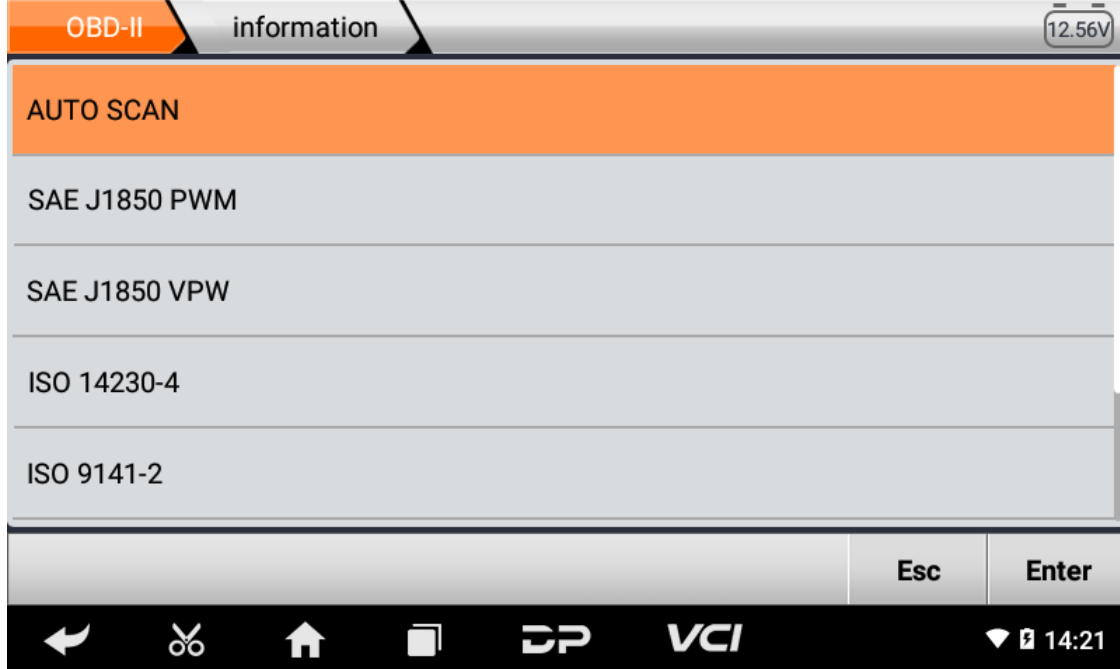 OBD-II information 12.56V
AUTO SCAN
SAE J1850 PWM
SAE J1850 VPW
ISO 14230-4
ISO 9141-2
Esc Enter
DP VCI 14:21